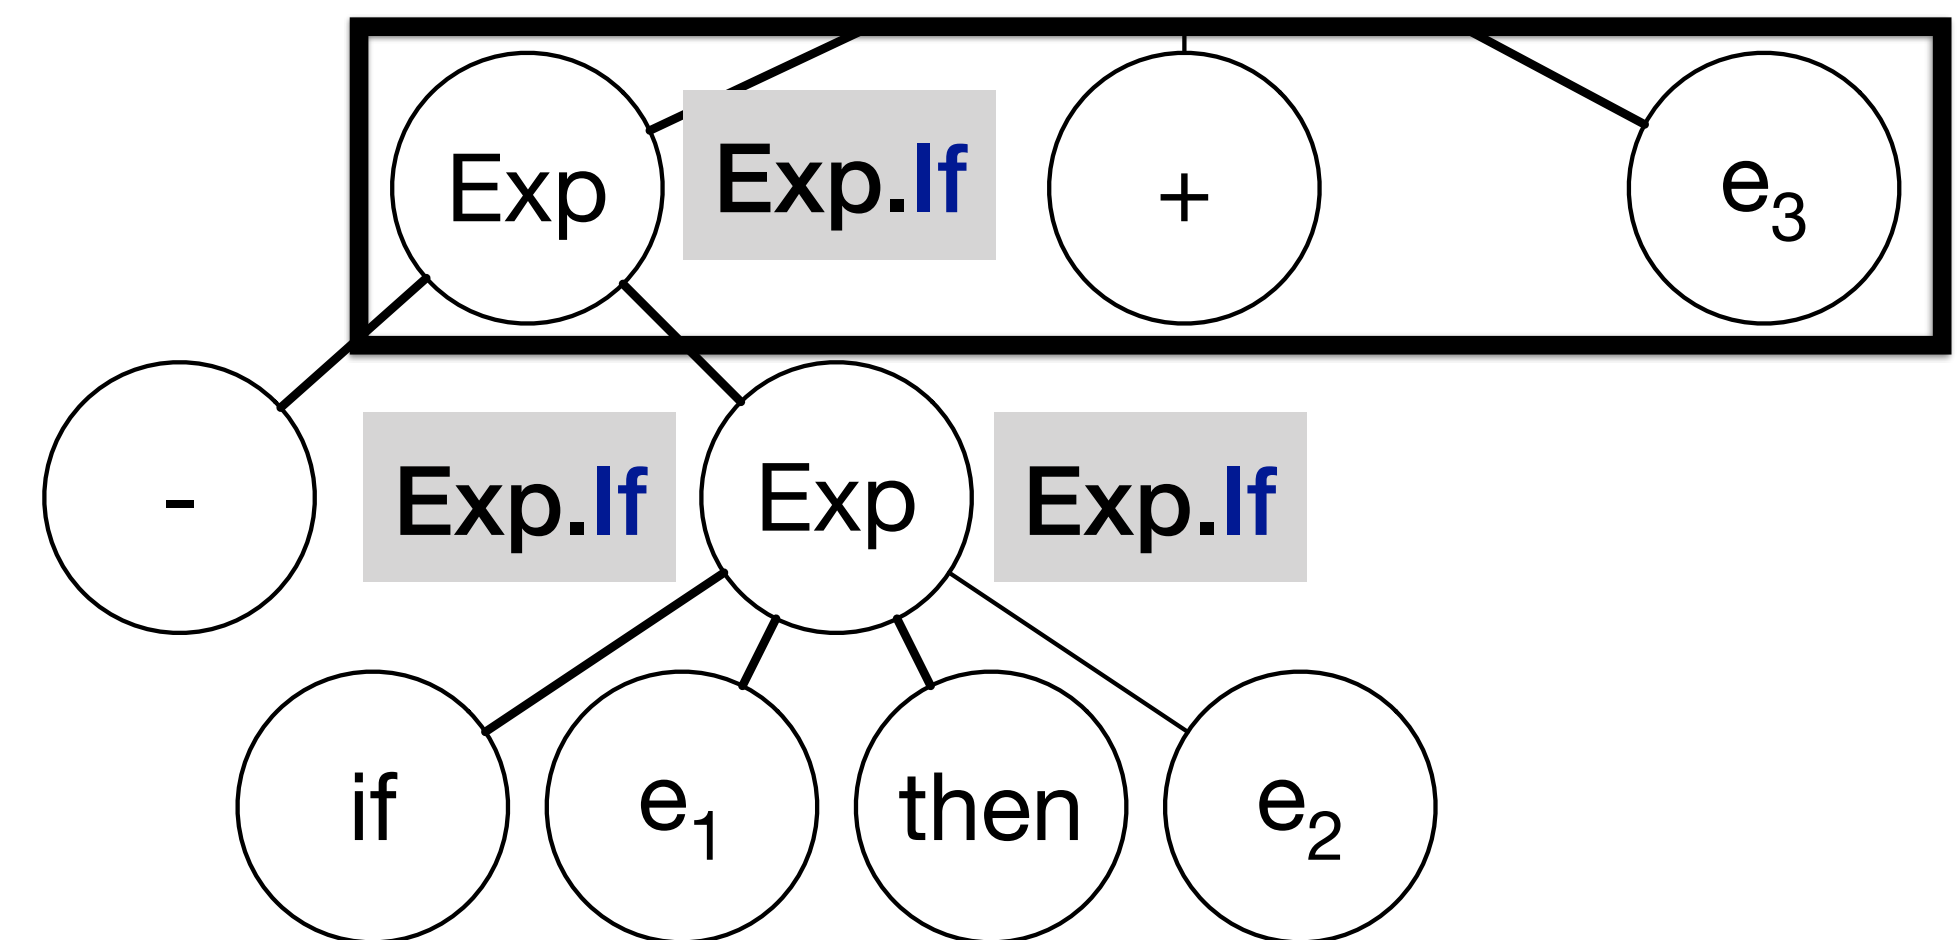 Exp Exp.If + e₃
- Exp.If Exp Exp.If
if e₁ then e₂